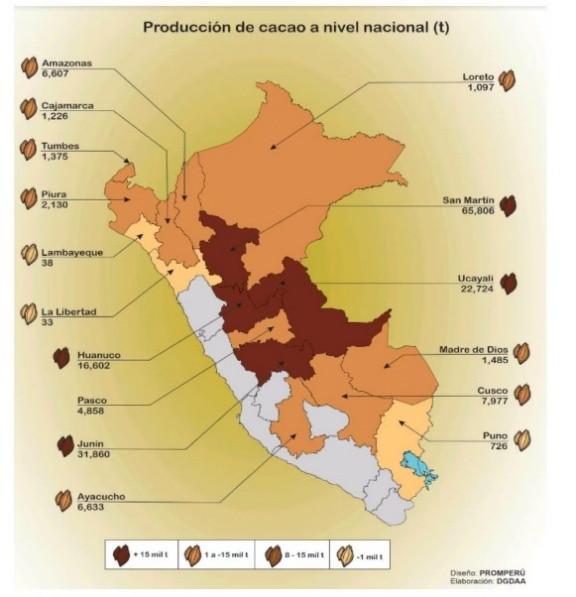 Producción de cacao a nivel nacional (t)
Amazonas
6,607
Cajamarca
1,226
Tumbes
1,375
Piura
2,130
Lambayeque
38
La Libertad
33
Huanuco
16,602
Pasco
4,858
Junín
31,860
Ayacucho
6,633
Loreto
1,097
San Martín
65,806
Ucayali
22,724
Madre de Dios
1,485
Cusco
7,977
Puno
726
+ 15 mil t
1 a -15 mil t
8 - 15 mil t
-1 mil t
Diseño: PROMPERÚ
Elaboración: DGDAA